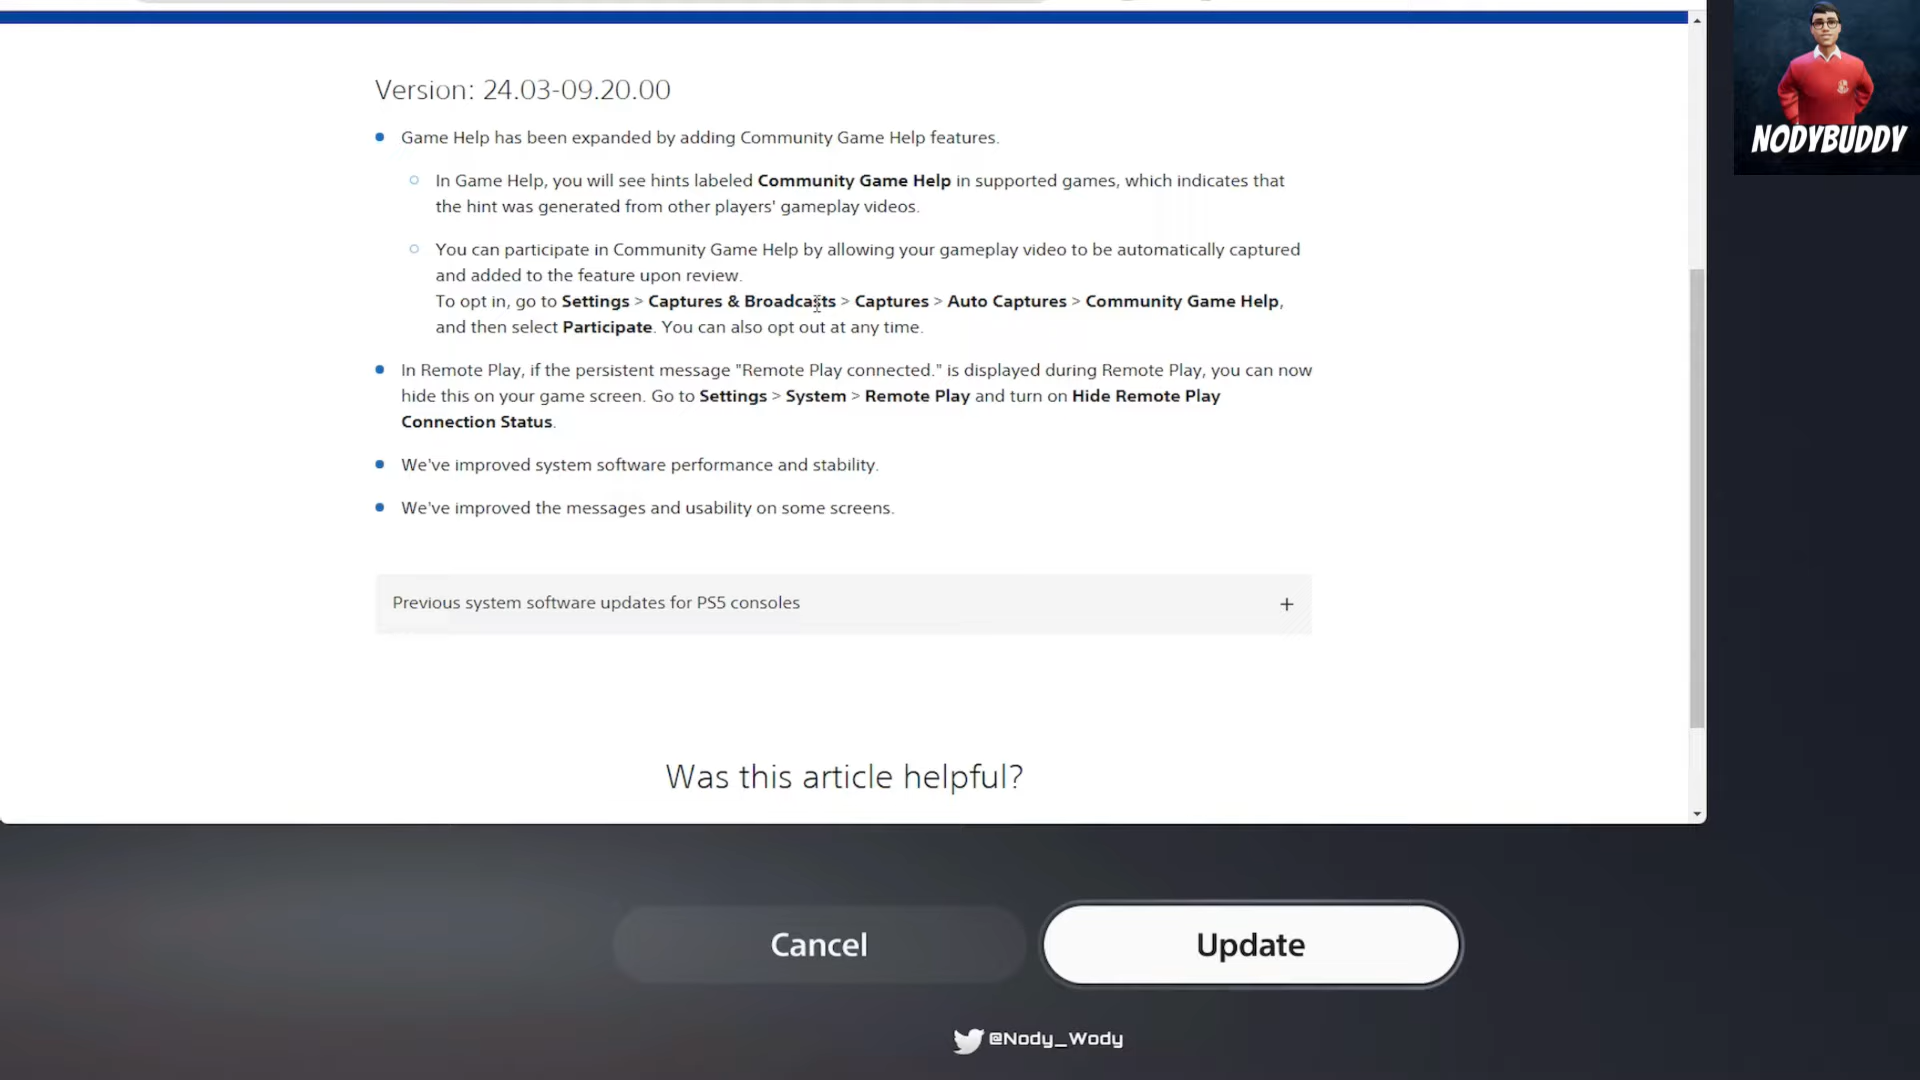 Version: 24.03-09.20.00
Game Help has been expanded by adding Community Game Help features.
In Game Help, you will see hints labeled Community Game Help in supported games, which indicates that
the hint was generated from other players' gameplay videos.
You can participate in Community Game Help by allowing your gameplay video to be automatically captured
and added to the feature upon review.
To opt in, go to Settings > Captures & Broadcasts > Captures > Auto Captures > Community Game Help,
and then select Participate. You can also opt out at any time.
In Remote Play, if the persistent message "Remote Play connected." is displayed during Remote Play, you can now
hide this on your game screen. Go to Settings > System > Remote Play and turn on Hide Remote Play
Connection Status.
We've improved system software performance and stability.
We've improved the messages and usability on some screens.
Previous system software updates for PS5 consoles +
Was this article helpful?
Cancel
Update
@Nody_Wody
NODYBUDDY